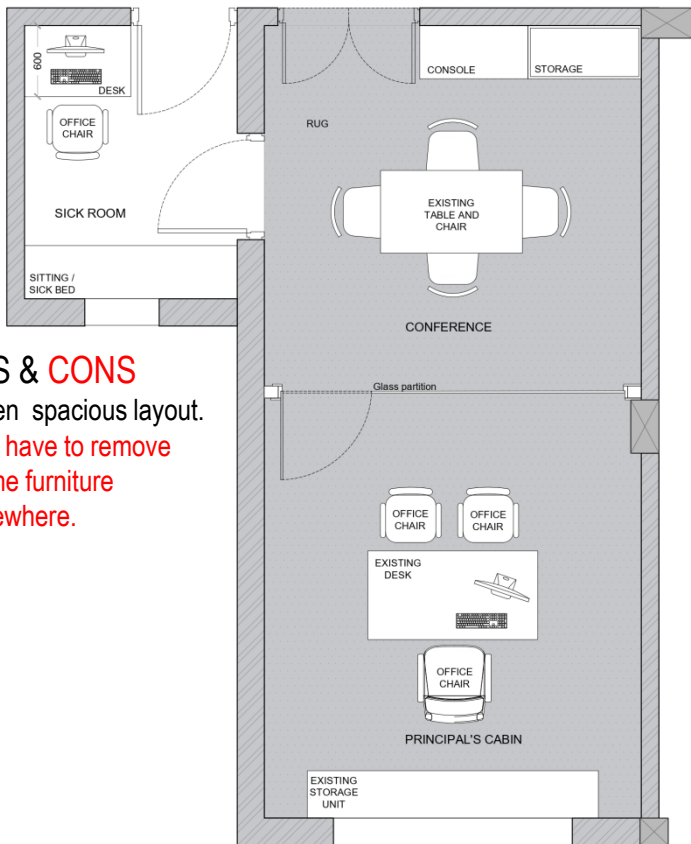 600
DESK
OFFICE
CHAIR
SICK ROOM
SITTING /
SICK BED
CONSOLE
STORAGE
RUG
EXISTING
TABLE AND
CHAIR
CONFERENCE
Glass partition
S & CONS
en spacious layout.
have to remove
ne furniture
ewhere.
OFFICE
CHAIR
OFFICE
CHAIR
EXISTING
DESK
OFFICE
CHAIR
PRINCIPAL'S CABIN
EXISTING
STORAGE
UNIT